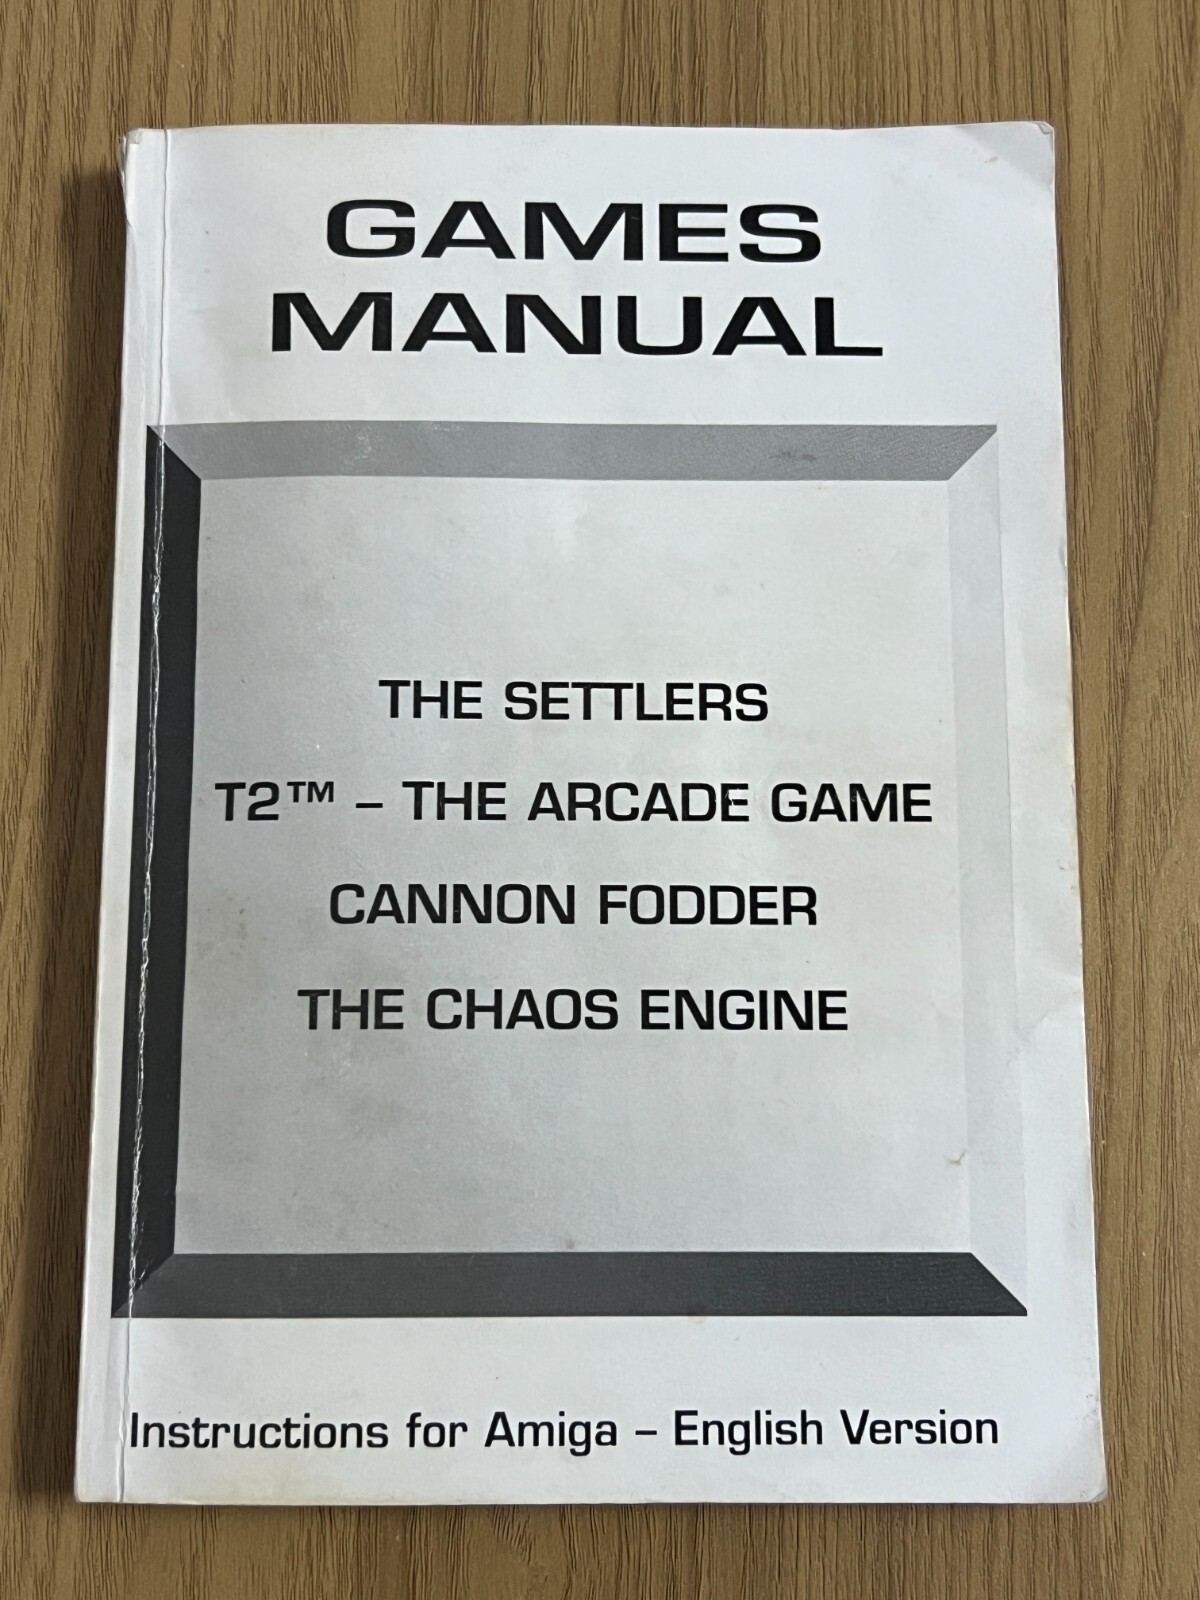 GAMES
MANUAL
THE SETTLERS
T2™ – THE ARCADE GAME
CANNON FODDER
THE CHAOS ENGINE
Instructions for Amiga – English Version